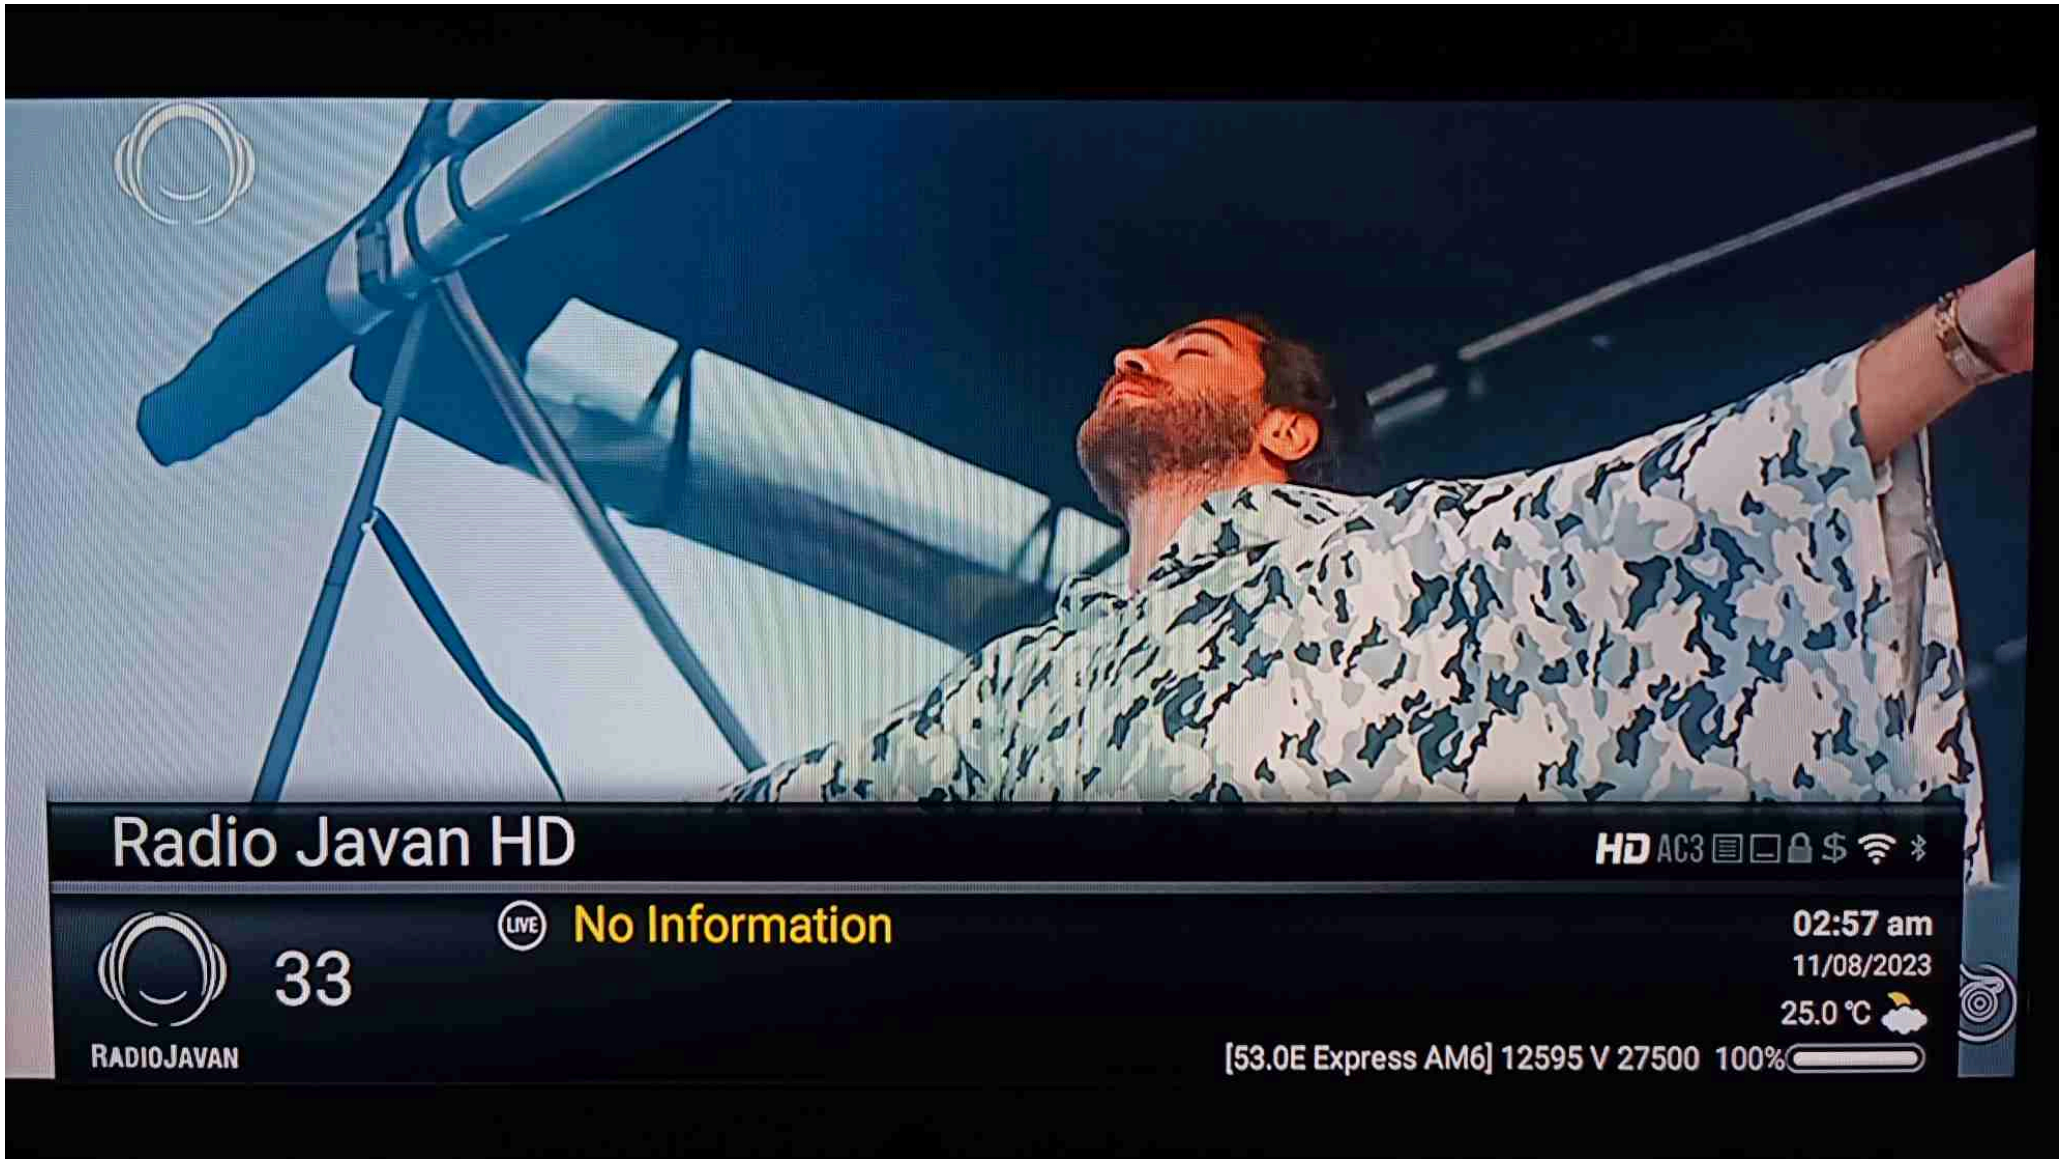 Radio Javan HD
HD AC3 $
LIVE No Information
33
RADIOJAVAN
02:57 am
11/08/2023
25.0 °C
[53.0E Express AM6] 12595 V 27500 100%